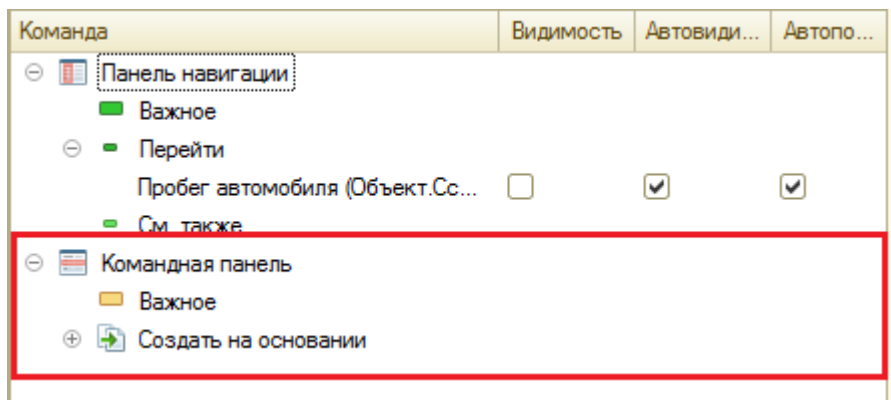 Команда Видимость Автовиди... Автопо...
Панель навигации
Важное
Перейти
Пробег автомобиля (Объект.Сс...
См. также
Командная панель
Важное
Создать на основании